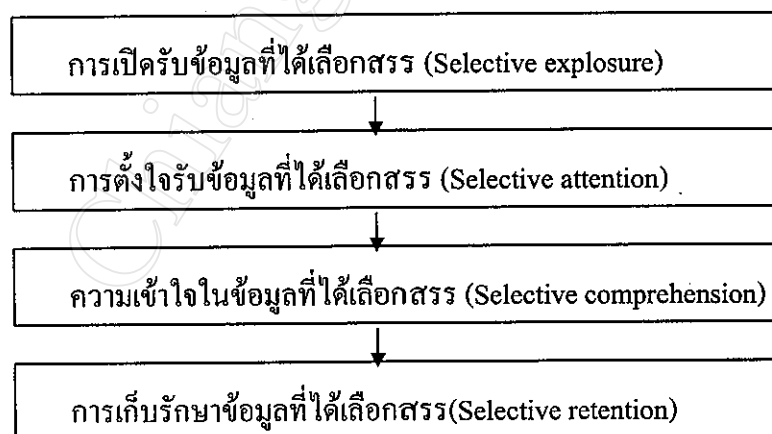 การเปิดรับข้อมูลที่ได้เลือกสรร (Selective explosure)
การตั้งใจรับข้อมูลที่ได้เลือกสรร (Selective attention)
ความเข้าใจในข้อมูลที่ได้เลือกสรร (Selective comprehension)
การเก็บรักษาข้อมูลที่ได้เลือกสรร(Selective retention)
Chiang